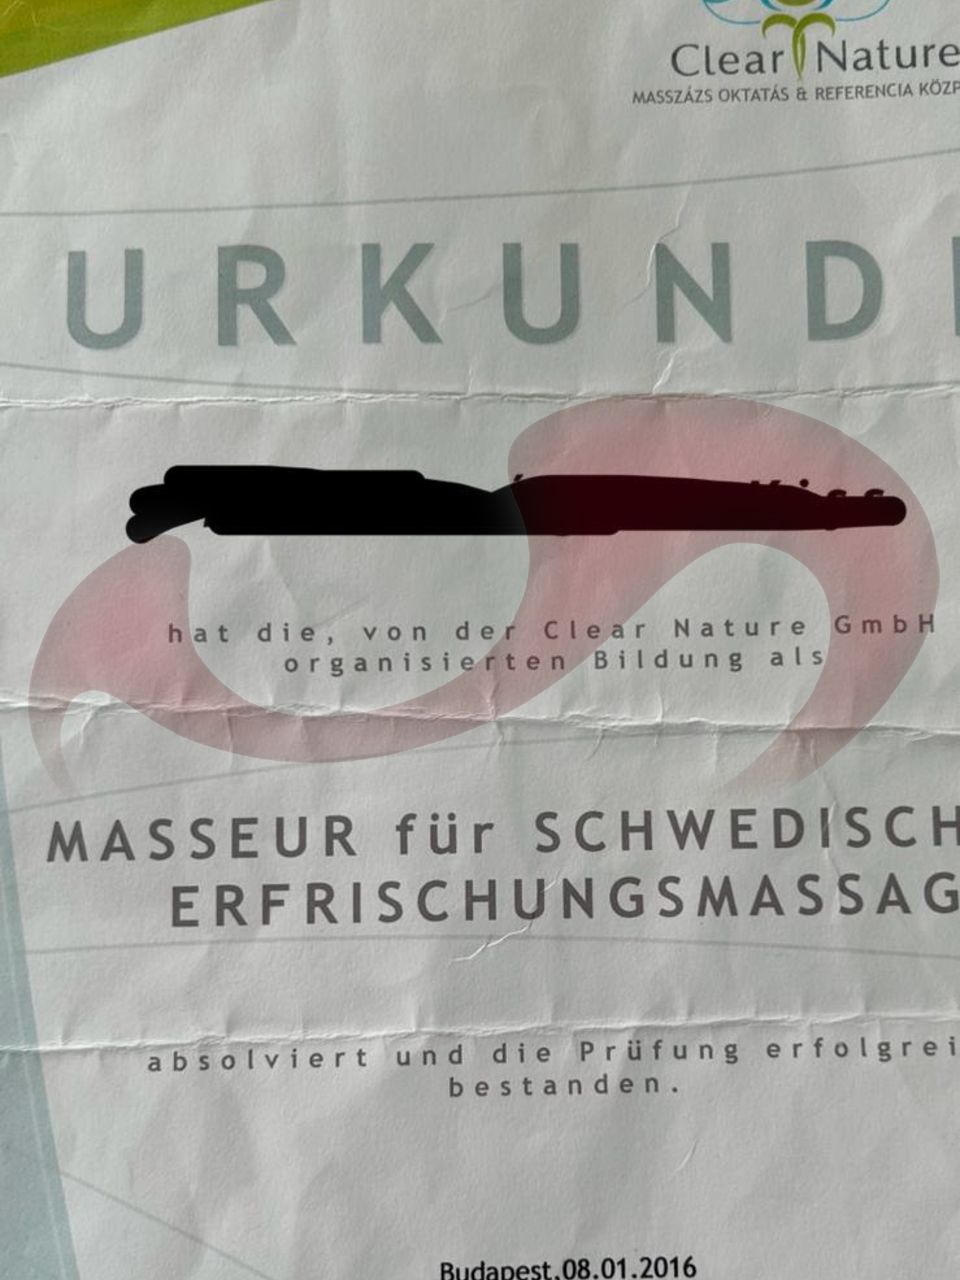 Clear Nature
MASSZÁZS OKTATÁS & REFERENCIA KÖZP
URKUND
hat die, von der Clear Nature GmbH
organisierten Bildung als
MASSEUR für SCHWEDISCH
ERFRISCHUNGSMASSAG
absolviert und die Prüfung erfolgrei
bestanden.
Budapest,08.01.2016